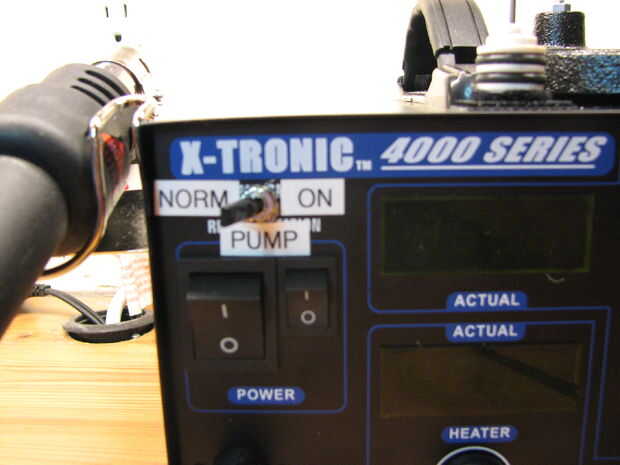 X-TRONIC™ 4000 SERIES
NORM ON
PUMP
ACTUAL
ACTUAL
POWER
HEATER